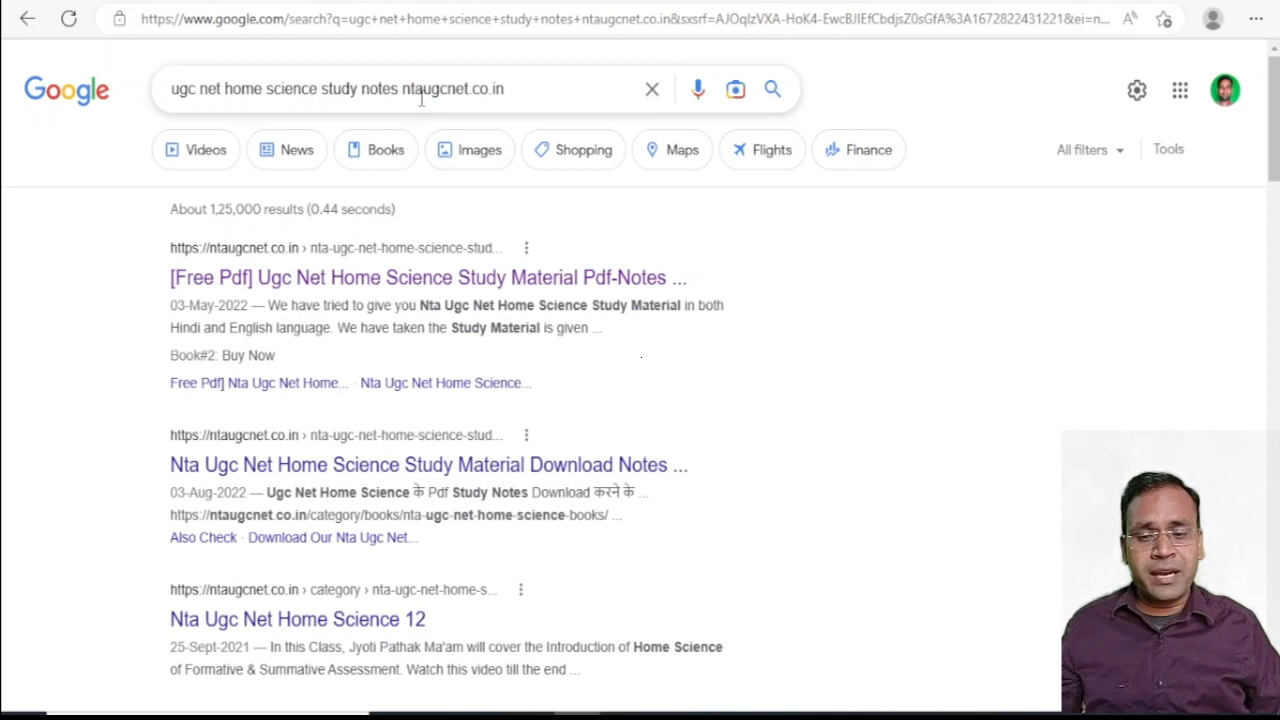 https://www.google.com/search?q=ugc+net+home+science+study+notes+ntaugcnet.co.in&sxsrf=AJOqlzVXA-HoK4-EwcBJIEfCbdjsZ0sGfA%3A1672822431221&ei=n...
Google
ugc net home science study notes ntaugcnet.co.in
Videos News Books Images Shopping Maps Flights Finance All filters Tools
About 1,25,000 results (0.44 seconds)
https://ntaugcnet.co.in › nta-ugc-net-home-science-stud...
[Free Pdf] Ugc Net Home Science Study Material Pdf-Notes ...
03-May-2022 — We have tried to give you Nta Ugc Net Home Science Study Material in both
Hindi and English language. We have taken the Study Material is given ...
Book#2: Buy Now
Free Pdf] Nta Ugc Net Home... · Nta Ugc Net Home Science...
https://ntaugcnet.co.in › nta-ugc-net-home-science-stud...
Nta Ugc Net Home Science Study Material Download Notes ...
03-Aug-2022 — Ugc Net Home Science के Pdf Study Notes Download करने के ...
https://ntaugcnet.co.in/category/books/nta-ugc-net-home-science-books/ ...
Also Check · Download Our Nta Ugc Net...
https://ntaugcnet.co.in › category › nta-ugc-net-home-s...
Nta Ugc Net Home Science 12
25-Sept-2021 — In this Class, Jyoti Pathak Ma'am will cover the Introduction of Home Science
of Formative & Summative Assessment. Watch this video till the end ...